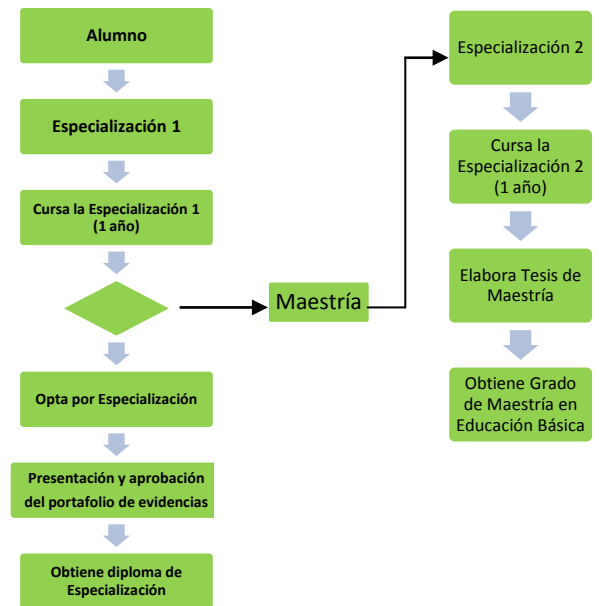 Alumno
Especialización 1
Cursa la Especialización 1
(1 año)
Maestría
Opta por Especialización
Presentación y aprobación
del portafolio de evidencias
Obtiene diploma de
Especialización
Especialización 2
Cursa la
Especialización 2
(1 año)
Elabora Tesis de
Maestría
Obtiene Grado
de Maestría en
Educación Básica